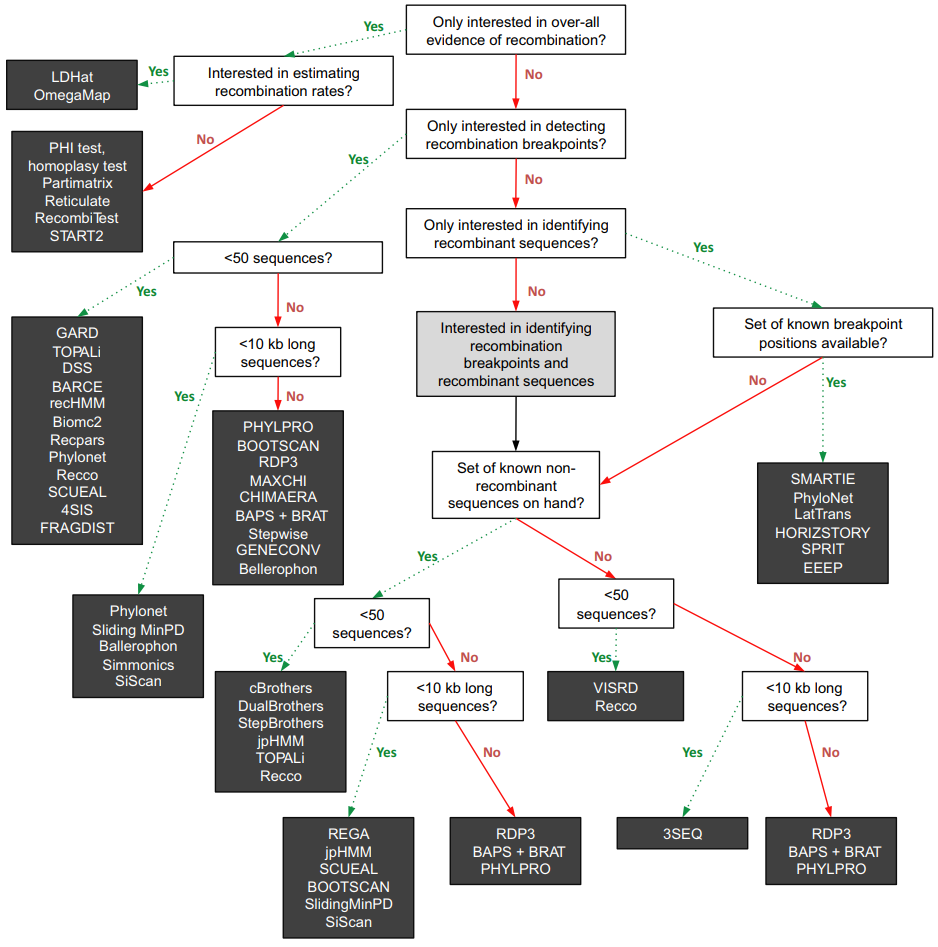 Only interested in over-all
evidence of recombination?
Yes
No
Interested in estimating
recombination rates?
Yes
No
LDHat
OmegaMap
PHI test,
homoplasy test
Partimatrix
Reticulate
RecombiTest
START2
Only interested in detecting
recombination breakpoints?
Yes
No
<50 sequences?
Yes
No
GARD
TOPALi
DSS
BARCE
recHMM
Biomc2
Recpars
Phylonet
Recco
SCUEAL
4SIS
FRAGDIST
<10 kb long
sequences?
Yes
No
PHYLPRO
BOOTSCAN
RDP3
MAXCHI
CHIMAERA
BAPS + BRAT
Stepwise
GENECONV
Bellerophon
Phylonet
Sliding MinPD
Ballerophon
Simmonics
SiScan
Only interested in identifying
recombinant sequences?
Yes
No
Set of known breakpoint
positions available?
No
Yes
SMARTIE
PhyloNet
LatTrans
HORIZSTORY
SPRIT
EEEP
Interested in identifying
recombination
breakpoints and
recombinant sequences
Set of known non-
recombinant
sequences on hand?
Yes
No
<50
sequences?
Yes
No
cBrothers
DualBrothers
StepBrothers
jpHMM
TOPALi
Recco
<10 kb long
sequences?
Yes
No
REGA
jpHMM
SCUEAL
BOOTSCAN
SlidingMinPD
SiScan
RDP3
BAPS + BRAT
PHYLPRO
<50
sequences?
Yes
No
VISRD
Recco
<10 kb long
sequences?
Yes
No
3SEQ
RDP3
BAPS + BRAT
PHYLPRO